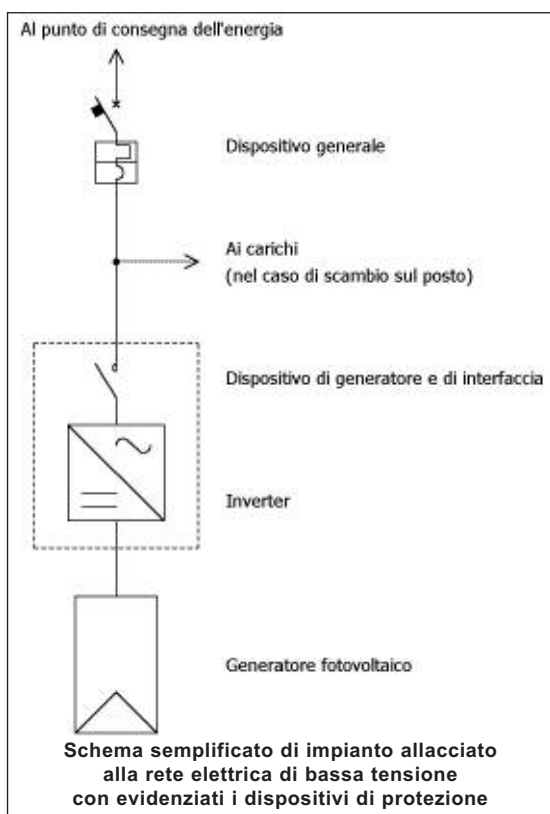 Al punto di consegna dell'energia
Dispositivo generale
Ai carichi
(nel caso di scambio sul posto)
Dispositivo di generatore e di interfaccia
Inverter
Generatore fotovoltaico
Schema semplificato di impianto allacciato
alla rete elettrica di bassa tensione
con evidenziati i dispositivi di protezione